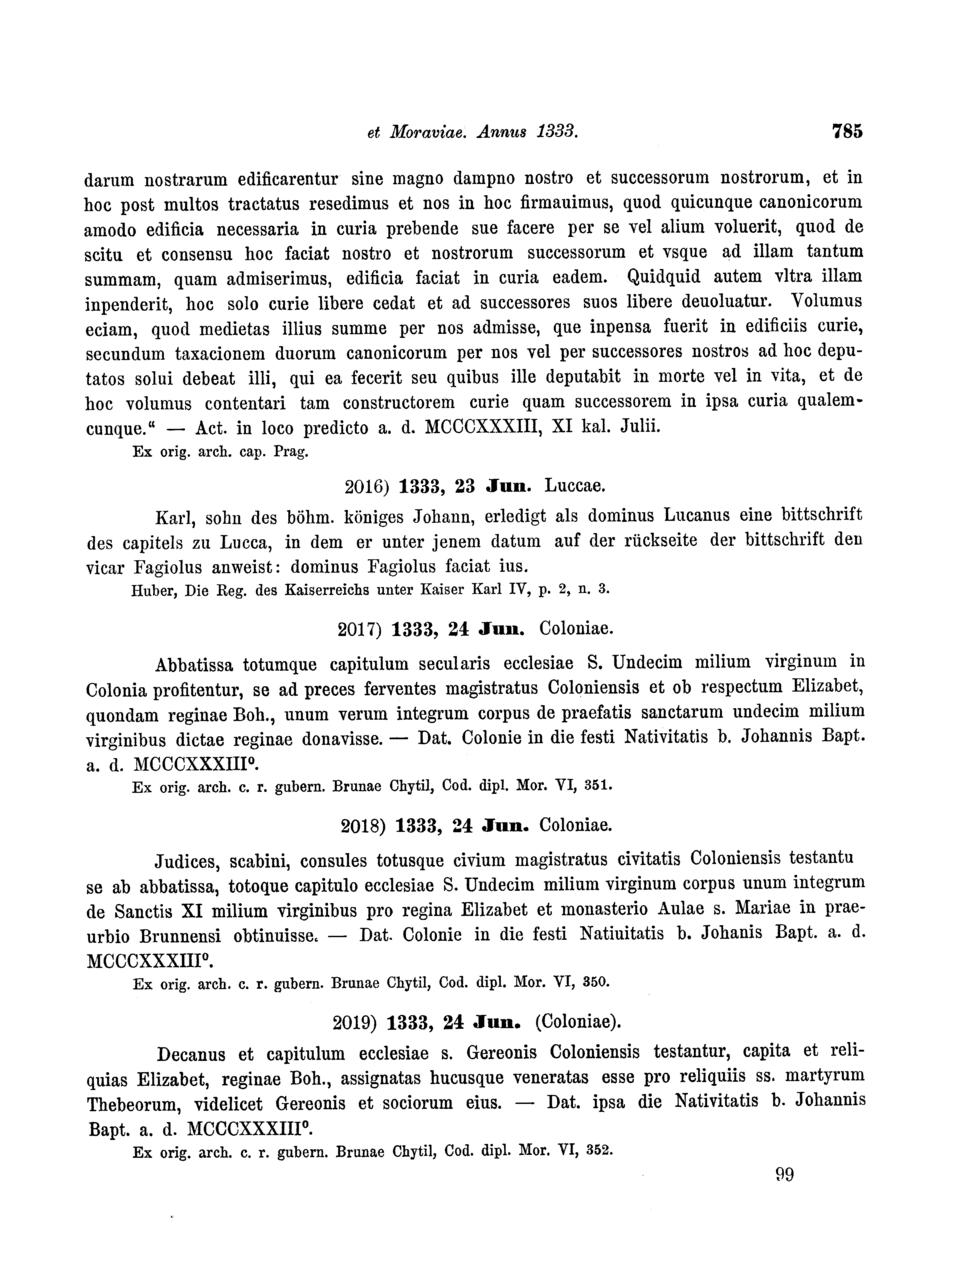 et Moraviae. Annus 1333. 785
darum nostrarum edificarentur sine magno dampno nostro et successorum nostrorum, et in
hoc post multos tractatus resedimus et nos in hoc firmauimus, quod quicunque canonicorum
amodo edificia necessaria in curia prebende sue facere per se vel alium voluerit, quod de
scitu et consensu hoc faciat nostro et nostrorum successorum et vsque ad illam tantum
summam, quam admiserimus, edificia faciat in curia eadem. Quidquid autem vltra illam
inpenderit, hoc solo curie libere cedat et ad successores suos libere deuoluatur. Volumus
eciam, quod medietas illius summe per nos admisse, que inpensa fuerit in edificiis curie,
secundum taxacionem duorum canonicorum per nos vel per successores nostros ad hoc depu-
tatos solui debeat illi, qui ea fecerit seu quibus ille deputabit in morte vel in vita, et de
hoc volumus contentari tam constructorem curie quam successorem in ipsa curia qualem-
cunque.“ — Act. in loco predicto a. d. MCCCXXXIII, XI kal. Julii.
Ex orig. arch. cap. Prag.
2016) 1333, 23 Jun. Luccae.
Karl, sohn des böhm. königes Johann, erledigt als dominus Lucanus eine bittschrift
des capitels zu Lucca, in dem er unter jenem datum auf der rückseite der bittschrift den
vicar Fagiolus anweist: dominus Fagiolus faciat ius.
Huber, Die Reg. des Kaiserreichs unter Kaiser Karl IV, p. 2, n. 3.
2017) 1333, 24 Jun. Coloniae.
Abbatissa totumque capitulum secularis ecclesiae S. Undecim milium virginum in
Colonia profitentur, se ad preces ferventes magistratus Coloniensis et ob respectum Elizabet,
quondam reginae Boh., unum verum integrum corpus de praefatis sanctarum undecim milium
virginibus dictae reginae donavisse. — Dat. Colonie in die festi Nativitatis b. Johannis Bapt.
a. d. MCCCXXXIII⁰.
Ex orig. arch. c. r. gubern. Brunae Chytil, Cod. dipl. Mor. VI, 351.
2018) 1333, 24 Jun. Coloniae.
Judices, scabini, consules totusque civium magistratus civitatis Coloniensis testantu
se ab abbatissa, totoque capitulo ecclesiae S. Undecim milium virginum corpus unum integrum
de Sanctis XI milium virginibus pro regina Elizabet et monasterio Aulae s. Mariae in prae-
urbio Brunnensi obtinuisse. — Dat. Colonie in die festi Natiuitatis b. Johanis Bapt. a. d.
MCCCXXXIII⁰.
Ex orig. arch. c. r. gubern. Brunae Chytil, Cod. dipl. Mor. VI, 350.
2019) 1333, 24 Jun. (Coloniae).
Decanus et capitulum ecclesiae s. Gereonis Coloniensis testantur, capita et reli-
quias Elizabet, reginae Boh., assignatas hucusque veneratas esse pro reliquiis ss. martyrum
Thebeorum, videlicet Gereonis et sociorum eius. — Dat. ipsa die Nativitatis b. Johannis
Bapt. a. d. MCCCXXXIII⁰.
Ex orig. arch. c. r. gubern. Brunae Chytil, Cod. dipl. Mor. VI, 352.
99